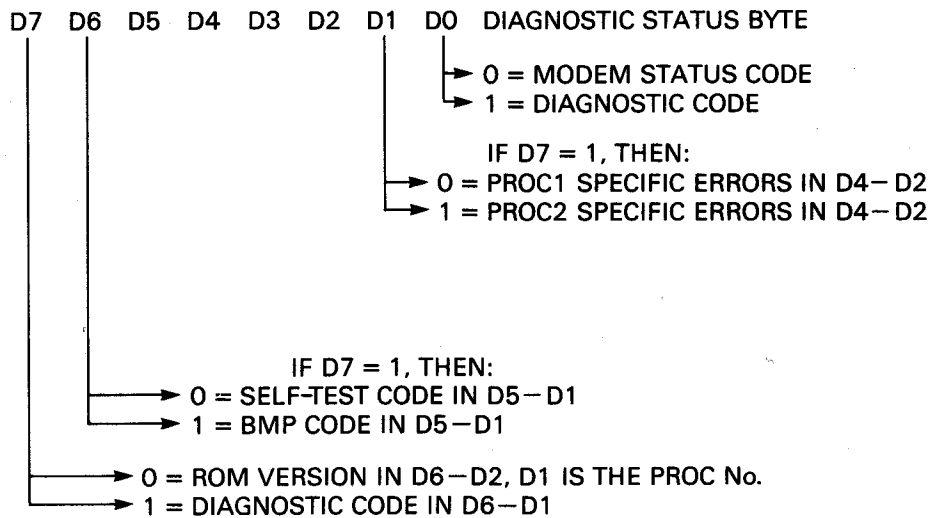 D7 D6 D5 D4 D3 D2 D1 D0 DIAGNOSTIC STATUS BYTE
0 = MODEM STATUS CODE
1 = DIAGNOSTIC CODE
IF D7 = 1, THEN:
0 = PROC1 SPECIFIC ERRORS IN D4–D2
1 = PROC2 SPECIFIC ERRORS IN D4–D2
IF D7 = 1, THEN:
0 = SELF-TEST CODE IN D5–D1
1 = BMP CODE IN D5–D1
0 = ROM VERSION IN D6–D2, D1 IS THE PROC No.
1 = DIAGNOSTIC CODE IN D6–D1